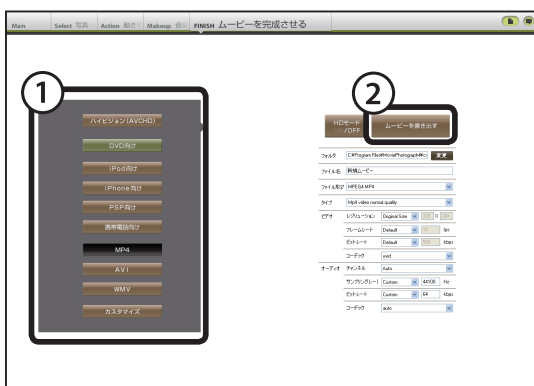 Main
Select 写真
Action 動き
Makeup
FINISH ムービーを完成させる
1
ハイビジョン(AVCHD)
DVD向け
iPod向け
iPhone向け
PSP向け
携帯電話向け
MP4
AVI
WMV
カスタマイズ
2
HDモード
ON/OFF
ムービーを書き出す
フォルダ
変更
ファイル名 新規ムービー
ファイル形式 MPEG4 MP4
タイプ Mp4 video normal quality
ビデオ レゾリューション Original Size X
フレームレート Default fps
ビットレート Default kbps
コーデック xvid
オーディオ チャンネル Auto
サンプリングレート Custom 44100 Hz
ビットレート Custom 64 kbps
コーデック auto